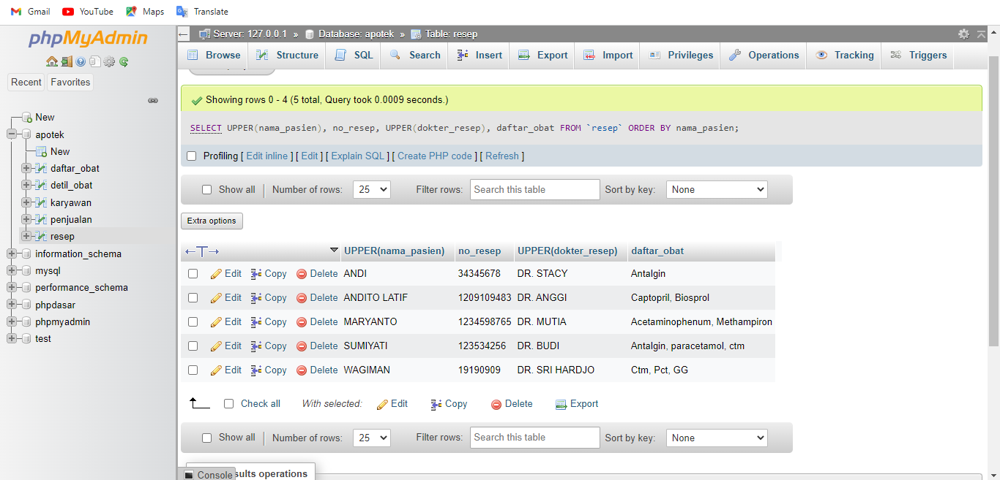 Gmail YouTube Maps Translate
phpMyAdmin
Recent Favorites
New
apotek
New
daftar_obat
detil_obat
karyawan
penjualan
resep
information_schema
mysql
performance_schema
phpdasar
phpmyadmin
test
Server: 127.0.0.1 » Database: apotek » Table: resep
Browse Structure SQL Search Insert Export Import Privileges Operations Tracking Triggers
Showing rows 0 - 4 (5 total, Query took 0.0009 seconds.)
SELECT UPPER(nama_pasien), no_resep, UPPER(dokter_resep), daftar_obat FROM `resep` ORDER BY nama_pasien;
Profiling [ Edit inline ] [ Edit ] [ Explain SQL ] [ Create PHP code ] [ Refresh ]
Show all | Number of rows: 25 Filter rows: Search this table Sort by key: None
Extra options
←T→ UPPER(nama_pasien) no_resep UPPER(dokter_resep) daftar_obat
Edit Copy Delete ANDI 34345678 DR. STACY Antalgin
Edit Copy Delete ANDITO LATIF 1209109483 DR. ANGGI Captopril, Biosprol
Edit Copy Delete MARYANTO 1234598765 DR. MUTIA Acetaminophenum, Methampiron
Edit Copy Delete SUMIYATI 123534256 DR. BUDI Antalgin, paracetamol, ctm
Edit Copy Delete WAGIMAN 19190909 DR. SRI HARDJO Ctm, Pct, GG
Check all With selected: Edit Copy Delete Export
Show all | Number of rows: 25 Filter rows: Search this table Sort by key: None
Console sults operations